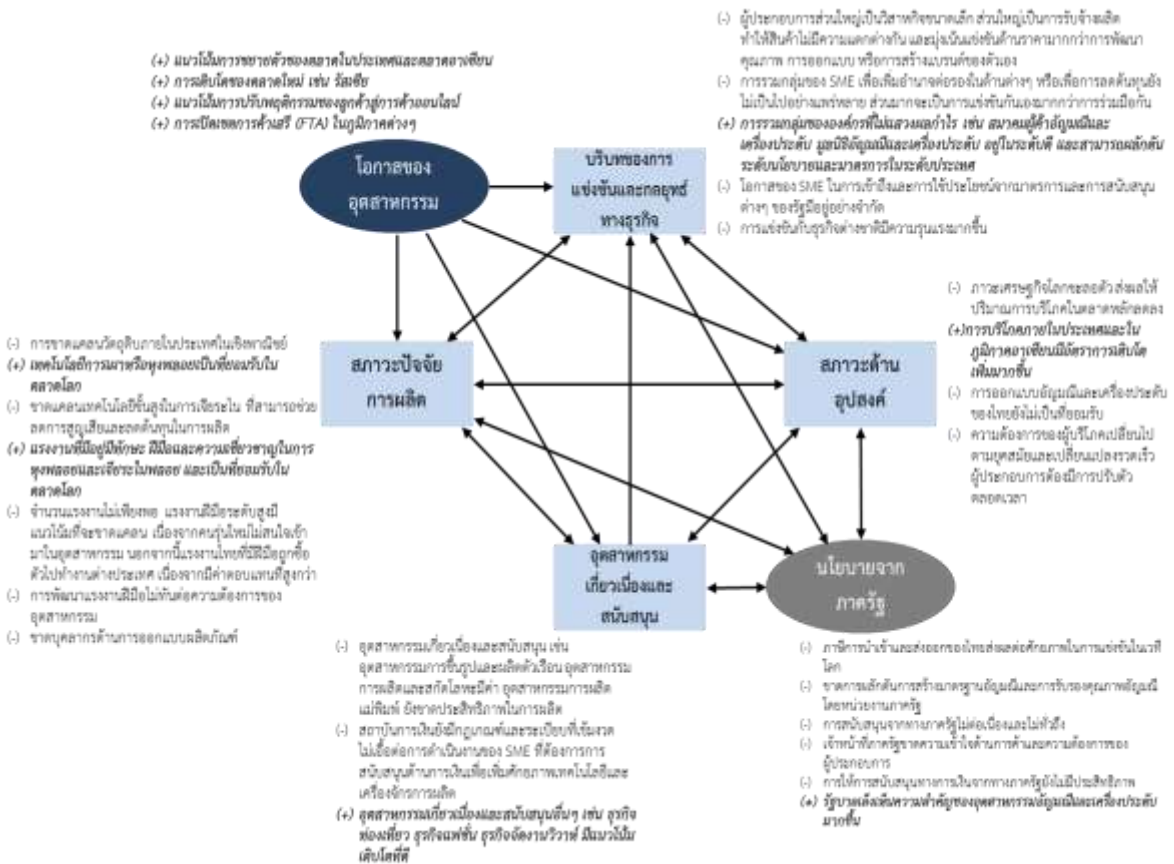 (+) แนวโน้มการขยายตัวของตลาดในประเทศและตลาดอาเซียน
(+) การเติบโตของตลาดใหม่ เช่น รัสเซีย
(+) แนวโน้มการปรับพฤติกรรมของลูกค้าสู่การค้าออนไลน์
(+) การเปิดเขตการค้าเสรี (FTA) ในภูมิภาคต่างๆ
(-) ผู้ประกอบการส่วนใหญ่เป็นวิสาหกิจขนาดเล็ก ส่วนใหญ่เป็นการรับจ้างผลิต
ทำให้สินค้าไม่มีความแตกต่างกัน และมุ่งเน้นแข่งขันด้านราคามากกว่าการพัฒนา
คุณภาพ การออกแบบ หรือการสร้างแบรนด์ของตัวเอง
(-) การรวมกลุ่มของ SME เพื่อเพิ่มอำนาจต่อรองในด้านต่างๆ หรือเพื่อการลดต้นทุนยัง
ไม่เป็นไปอย่างแพร่หลาย ส่วนมากจะเป็นการแข่งขันกันเองมากกว่าการร่วมมือกัน
(+) การรวมกลุ่มขององค์กรที่ไม่แสวงผลกำไร เช่น สมาคมผู้ค้าอัญมณีและ
เครื่องประดับ มูลนิธิอัญมณีและเครื่องประดับ อยู่ในระดับดี และสามารถผลักดัน
ระดับนโยบายและมาตรการในระดับประเทศ
(-) โอกาสของ SME ในการเข้าถึงและการใช้ประโยชน์จากมาตรการและการสนับสนุน
ต่างๆ ของรัฐมีอยู่อย่างจำกัด
(-) การแข่งขันกับธุรกิจต่างชาติมีความรุนแรงมากขึ้น
โอกาสของ
อุตสาหกรรม
บริบทของการ
แข่งขันและกลยุทธ์
ทางธุรกิจ
(-) การขาดแคลนวัตถุดิบภายในประเทศในเชิงพาณิชย์
(+) เทคโนโลยีการเผาหรือหุงพลอยเป็นที่ยอมรับใน
ตลาดโลก
(-) ขาดแคลนเทคโนโลยีขั้นสูงในการเจียระไน ที่สามารถช่วย
ลดการสูญเสียและลดต้นทุนในการผลิต
(+) แรงงานที่มีอยู่มีทักษะ ฝีมือและความเชี่ยวชาญในการ
หุงพลอยและเจียระไนพลอย และเป็นที่ยอมรับใน
ตลาดโลก
(-) จำนวนแรงงานไม่เพียงพอ แรงงานฝีมือระดับสูงมี
แนวโน้มที่จะขาดแคลน เนื่องจากคนรุ่นใหม่ไม่สนใจเข้า
มาในอุตสาหกรรม นอกจากนี้แรงงานไทยที่มีฝีมือถูกซื้อ
ตัวไปทำงานต่างประเทศ เนื่องจากมีค่าตอบแทนที่สูงกว่า
(-) การพัฒนาแรงงานฝีมือไม่ทันต่อความต้องการของ
อุตสาหกรรม
(-) ขาดบุคลากรด้านการออกแบบผลิตภัณฑ์
สภาวะปัจจัย
การผลิต
สภาวะด้าน
อุปสงค์
(-) ภาวะเศรษฐกิจโลกชะลอตัว ส่งผลให้
ปริมาณการบริโภคในตลาดหลักลดลง
(+)การบริโภคภายในประเทศและใน
ภูมิภาคอาเซียนมีอัตราการเติบโต
เพิ่มมากขึ้น
(-) การออกแบบอัญมณีและเครื่องประดับ
ของไทยยังไม่เป็นที่ยอมรับ
(-) ความต้องการของผู้บริโภคเปลี่ยนไป
ตามยุคสมัยและเปลี่ยนแปลงรวดเร็ว
ผู้ประกอบการต้องมีการปรับตัว
ตลอดเวลา
อุตสาหกรรม
เกี่ยวเนื่องและ
สนับสนุน
นโยบายจาก
ภาครัฐ
(-) อุตสาหกรรมเกี่ยวเนื่องและสนับสนุน เช่น
อุตสาหกรรมการขึ้นรูปและผลิตตัวเรือน อุตสาหกรรม
การผลิตและสกัดโลหะมีค่า อุตสาหกรรมการผลิต
แม่พิมพ์ ยังขาดประสิทธิภาพในการผลิต
(-) สถาบันการเงินยังมีกฎเกณฑ์และระเบียบที่เข้มงวด
ไม่เอื้อต่อการดำเนินงานของ SME ที่ต้องการการ
สนับสนุนด้านการเงินเพื่อเพิ่มศักยภาพเทคโนโลยีและ
เครื่องจักรการผลิต
(+) อุตสาหกรรมเกี่ยวเนื่องและสนับสนุนอื่นๆ เช่น ธุรกิจ
ท่องเที่ยว ธุรกิจแฟชั่น ธุรกิจจัดงานวิวาห์ มีแนวโน้ม
เติบโตที่ดี
(-) ภาษีการนำเข้าและส่งออกของไทยส่งผลต่อศักยภาพในการแข่งขันในเวที
โลก
(-) ขาดการผลักดันการสร้างมาตรฐานอัญมณีและการรับรองคุณภาพอัญมณี
โดยหน่วยงานภาครัฐ
(-) การสนับสนุนจากทางภาครัฐไม่ต่อเนื่องและไม่ทั่วถึง
(-) เจ้าหน้าที่ภาครัฐขาดความเข้าใจด้านการค้าและความต้องการของ
ผู้ประกอบการ
(-) การให้การสนับสนุนทางการเงินจากทางภาครัฐยังไม่มีประสิทธิภาพ
(+) รัฐบาลเล็งเห็นความสำคัญของอุตสาหกรรมอัญมณีและเครื่องประดับ
มากขึ้น